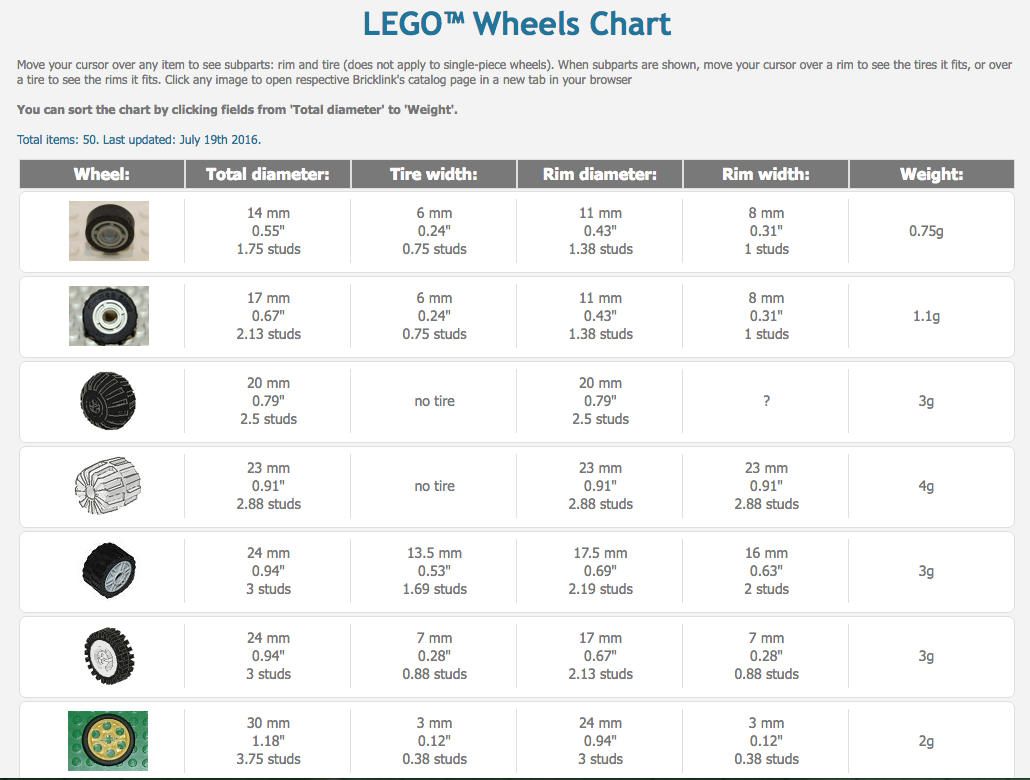 LEGO™ Wheels Chart
Move your cursor over any item to see subparts: rim and tire (does not apply to single-piece wheels). When subparts are shown, move your cursor over a rim to see the tires it fits, or over
a tire to see the rims it fits. Click any image to open respective Bricklink's catalog page in a new tab in your browser
You can sort the chart by clicking fields from 'Total diameter' to 'Weight'.
Total items: 50. Last updated: July 19th 2016.
Wheel: Total diameter: Tire width: Rim diameter: Rim width: Weight:
14 mm 6 mm 11 mm 8 mm
0.55" 0.24" 0.43" 0.31" 0.75g
1.75 studs 0.75 studs 1.38 studs 1 studs
17 mm 6 mm 11 mm 8 mm
0.67" 0.24" 0.43" 0.31" 1.1g
2.13 studs 0.75 studs 1.38 studs 1 studs
20 mm 20 mm
0.79" no tire 0.79" ? 3g
2.5 studs 2.5 studs
23 mm 23 mm 23 mm
0.91" no tire 0.91" 0.91" 4g
2.88 studs 2.88 studs 2.88 studs
24 mm 13.5 mm 17.5 mm 16 mm
0.94" 0.53" 0.69" 0.63" 3g
3 studs 1.69 studs 2.19 studs 2 studs
24 mm 7 mm 17 mm 7 mm
0.94" 0.28" 0.67" 0.28" 3g
3 studs 0.88 studs 2.13 studs 0.88 studs
30 mm 3 mm 24 mm 3 mm
1.18" 0.12" 0.94" 0.12" 2g
3.75 studs 0.38 studs 3 studs 0.38 studs